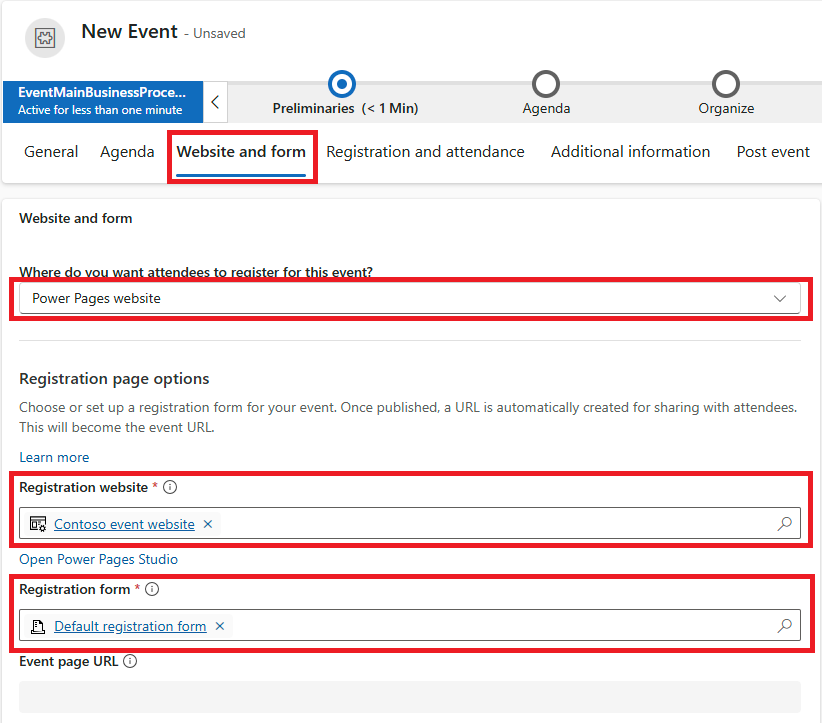 New Event - Unsaved
EventMainBusinessProce...
Active for less than one minute
Preliminaries (< 1 Min)
Agenda
Organize
General Agenda Website and form Registration and attendance Additional information Post event
Website and form
Where do you want attendees to register for this event?
Power Pages website
Registration page options
Choose or set up a registration form for your event. Once published, a URL is automatically created for sharing with attendees.
This will become the event URL.
Learn more
Registration website *
Contoso event website
Open Power Pages Studio
Registration form *
Default registration form
Event page URL